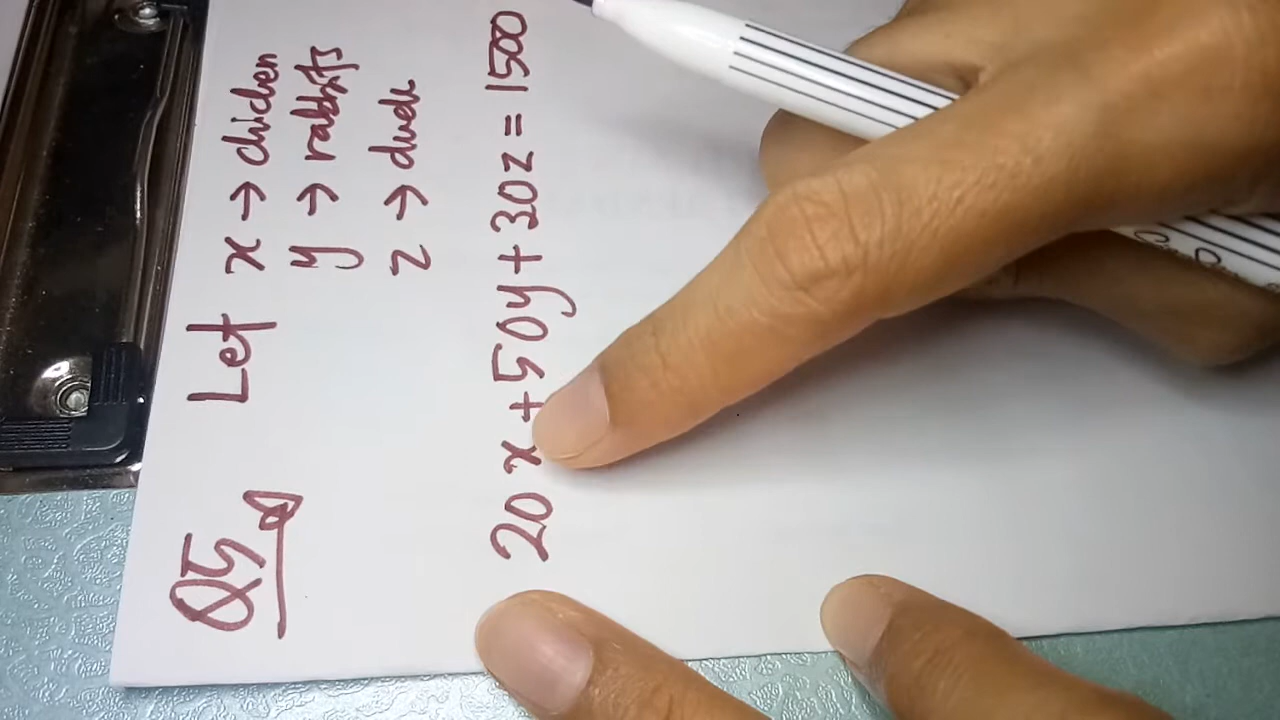 Q5 a
Let x → chicken
y → rabbits
z → duck
20x + 50y + 30z = 1500